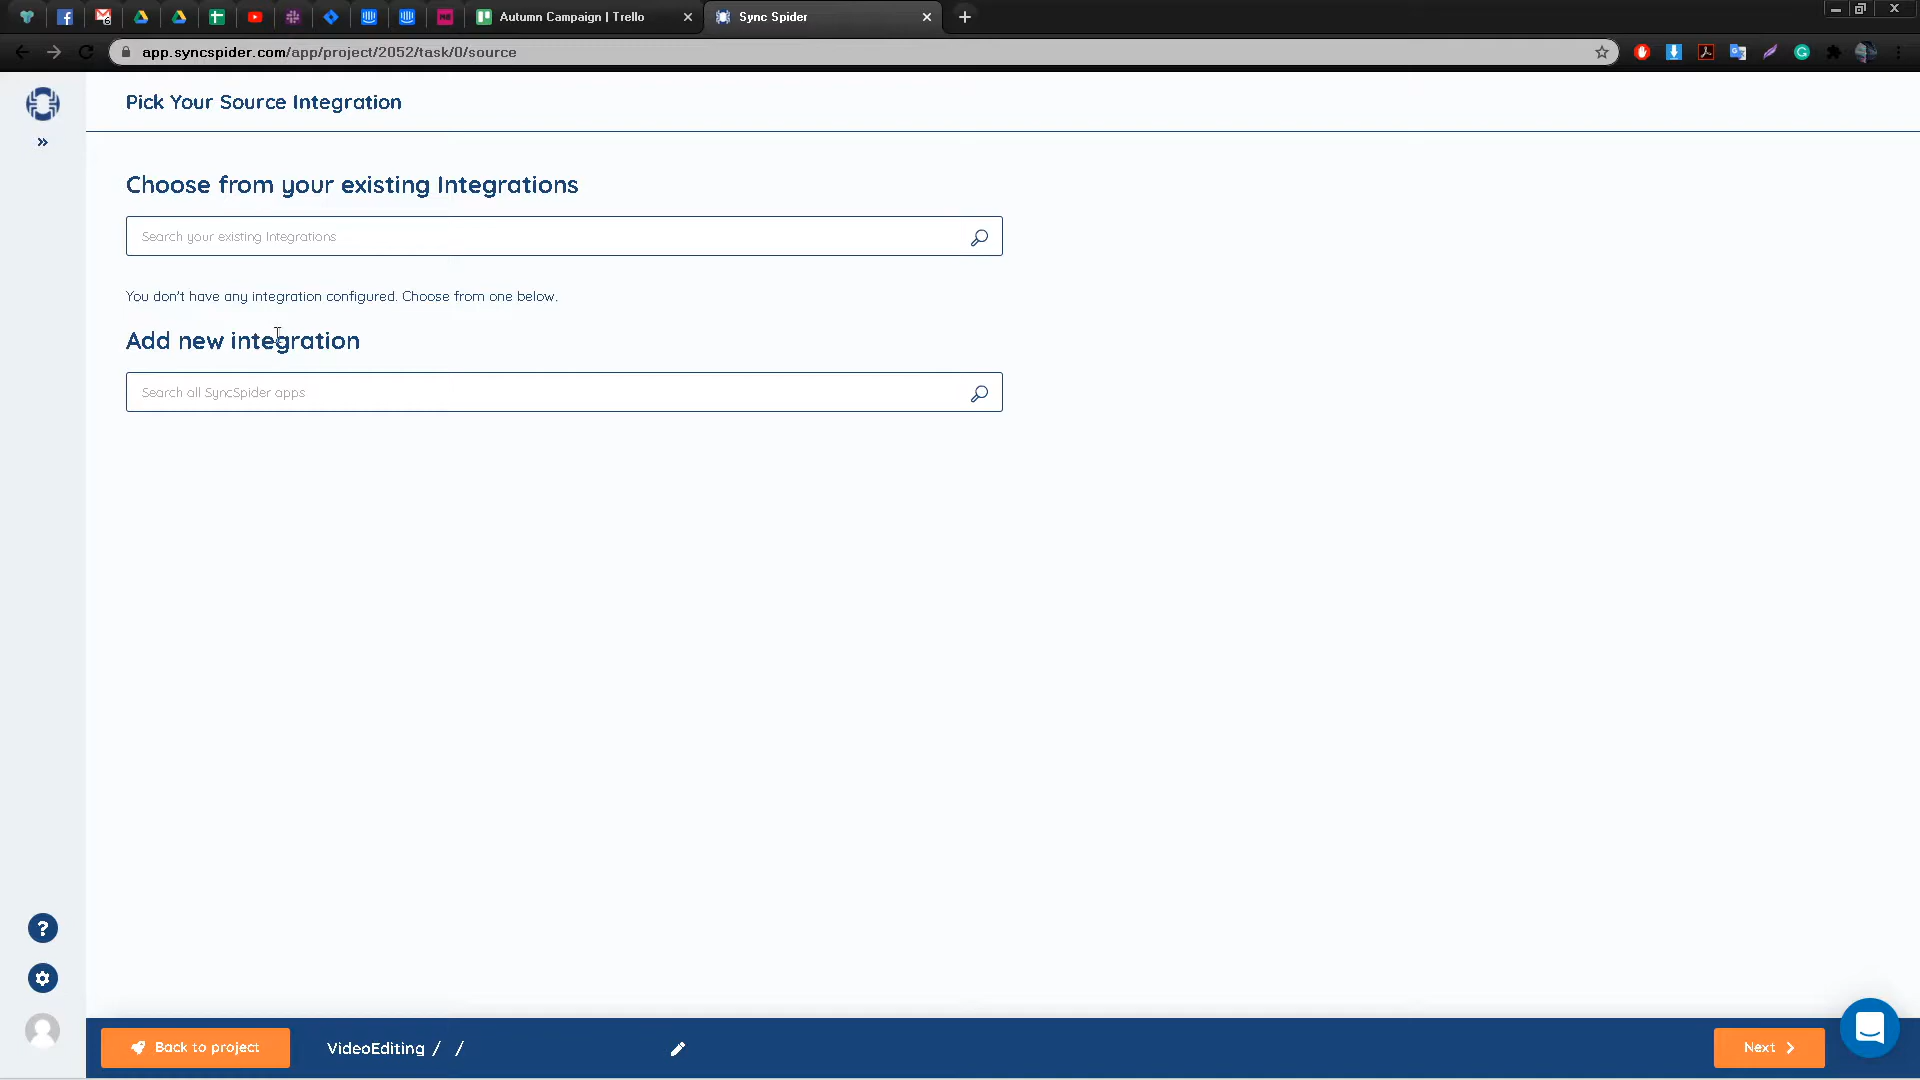 Autumn Campaign | Trello
Sync Spider
app.syncspider.com/app/project/2052/task/0/source
Pick Your Source Integration
Choose from your existing Integrations
Search your existing Integrations
You don't have any integration configured. Choose from one below.
Add new integration
Search all SyncSpider apps
?
Back to project
VideoEditing / /
Next